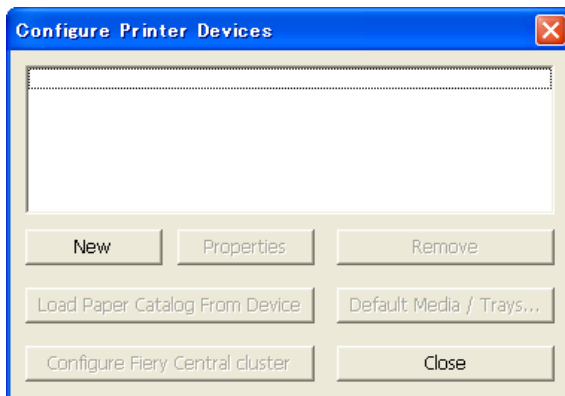 Configure Printer Devices
New
Properties
Remove
Load Paper Catalog From Device
Default Media / Trays...
Configure Fiery Central cluster
Close